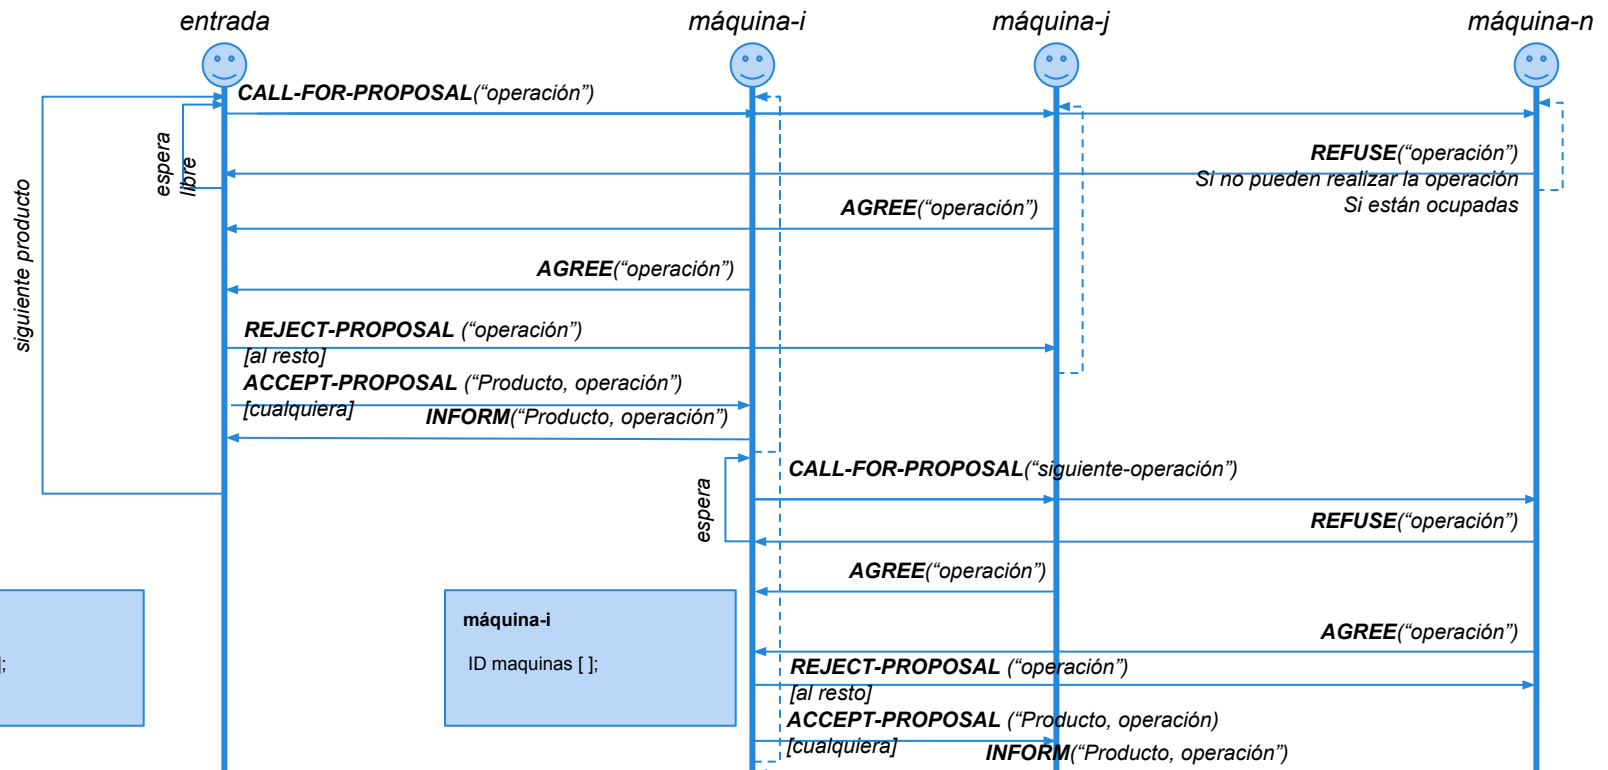 entrada
máquina-i
máquina-j
máquina-n
CALL-FOR-PROPOSAL(“operación”)
espera
libre
siguiente producto
REFUSE(“operación”)
Si no pueden realizar la operación
Si están ocupadas
AGREE(“operación”)
AGREE(“operación”)
REJECT-PROPOSAL (“operación”)
[al resto]
ACCEPT-PROPOSAL (“Producto, operación”)
[cualquiera]
INFORM(“Producto, operación”)
CALL-FOR-PROPOSAL(“siguiente-operación”)
espera
REFUSE(“operación”)
AGREE(“operación”)
máquina-i
AGREE(“operación”)
];
ID maquinas [ ];
REJECT-PROPOSAL (“operación”)
[al resto]
ACCEPT-PROPOSAL (“Producto, operación)
[cualquiera]
INFORM(“Producto, operación”)